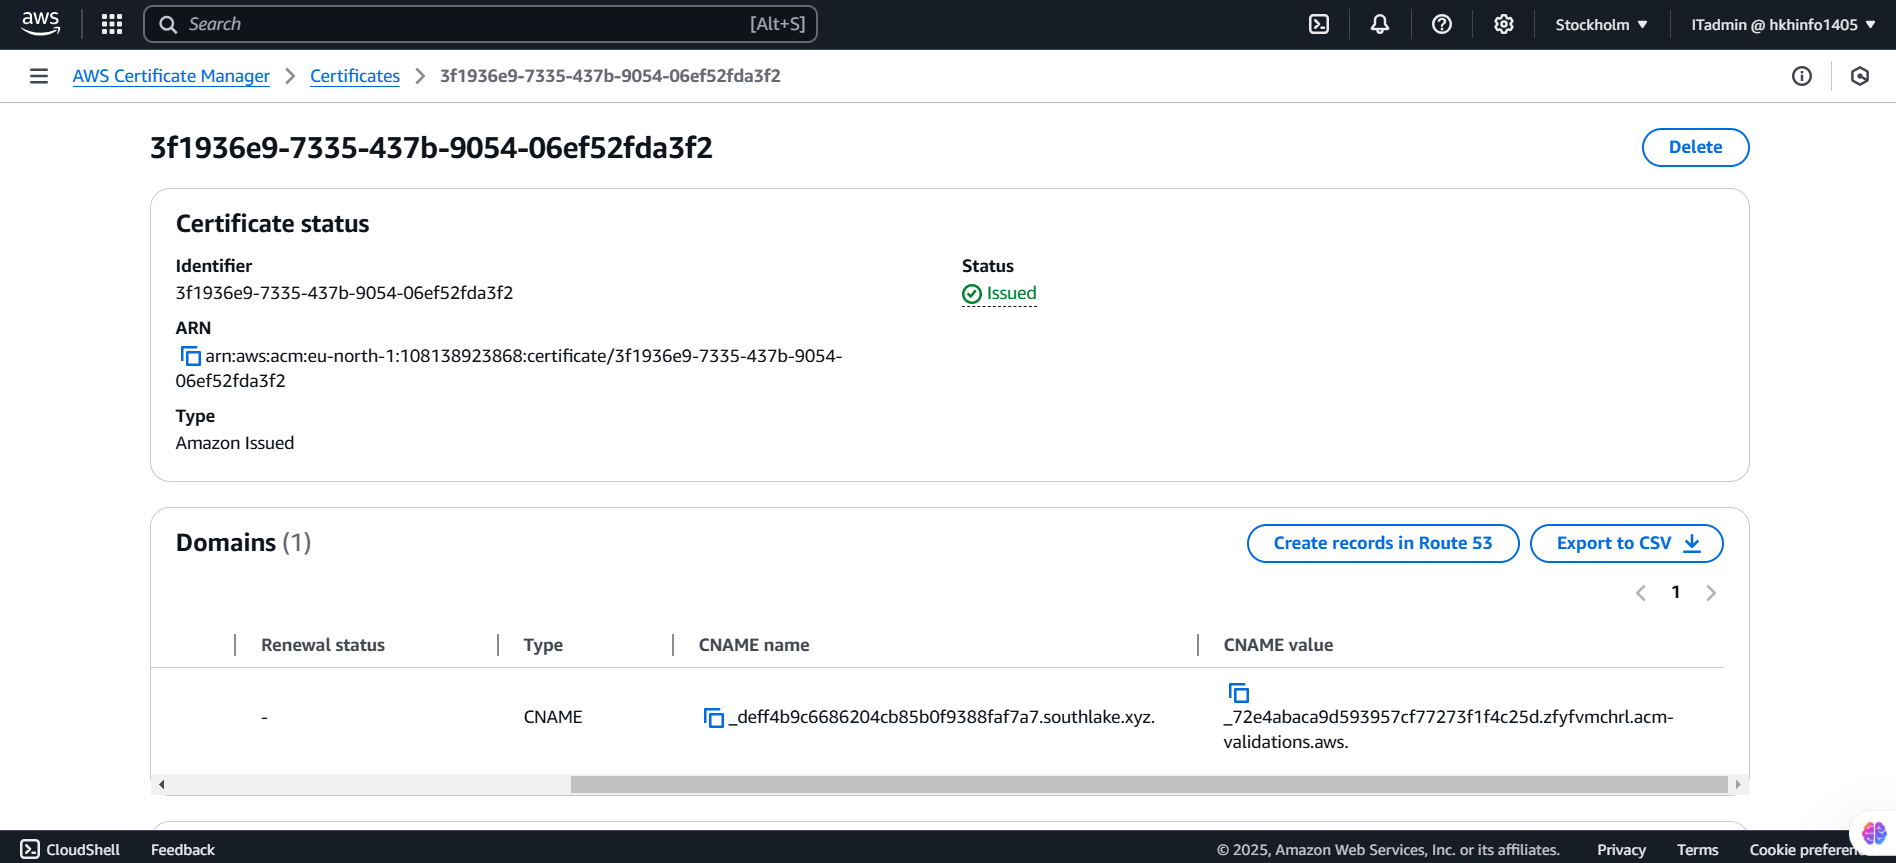 aws
Search [Alt+S]
Stockholm
ITadmin @ hkhinfo1405
AWS Certificate Manager
Certificates
3f1936e9-7335-437b-9054-06ef52fda3f2
3f1936e9-7335-437b-9054-06ef52fda3f2
Delete
Certificate status
Identifier
3f1936e9-7335-437b-9054-06ef52fda3f2
ARN
arn:aws:acm:eu-north-1:108138923868:certificate/3f1936e9-7335-437b-9054-
06ef52fda3f2
Type
Amazon Issued
Status
Issued
Domains (1)
Create records in Route 53
Export to CSV
1
Renewal status
Type
CNAME name
CNAME value
-
CNAME
_deff4b9c6686204cb85b0f9388faf7a7.southlake.xyz.
_72e4abaca9d593957cf77273f1f4c25d.zfyfvmchrl.acm-
validations.aws.
CloudShell
Feedback
© 2025, Amazon Web Services, Inc. or its affiliates.
Privacy
Terms
Cookie preferen